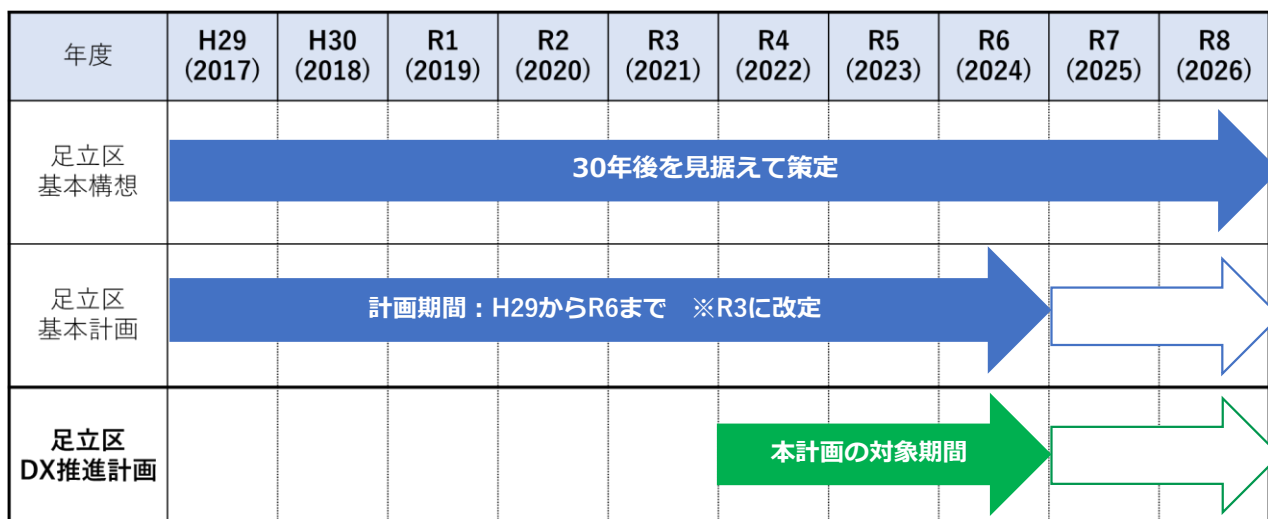 年度
H29
(2017)
H30
(2018)
R1
(2019)
R2
(2020)
R3
(2021)
R4
(2022)
R5
(2023)
R6
(2024)
R7
(2025)
R8
(2026)
足立区
基本構想
30年後を見据えて策定
足立区
基本計画
計画期間：H29からR6まで　※R3に改定
足立区
DX推進計画
本計画の対象期間